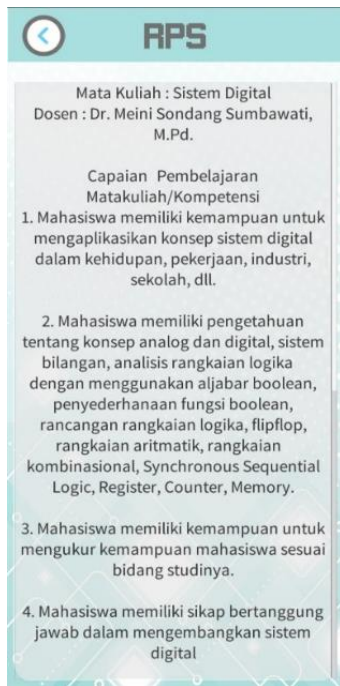 RPS
Mata Kuliah : Sistem Digital
Dosen : Dr. Meini Sondang Sumbawati,
M.Pd.
Capaian Pembelajaran
Matakuliah/Kompetensi
1. Mahasiswa memiliki kemampuan untuk
mengaplikasikan konsep sistem digital
dalam kehidupan, pekerjaan, industri,
sekolah, dll.
2. Mahasiswa memiliki pengetahuan
tentang konsep analog dan digital, sistem
bilangan, analisis rangkaian logika
dengan menggunakan aljabar boolean,
penyederhanaan fungsi boolean,
rancangan rangkaian logika, flipflop,
rangkaian aritmatik, rangkaian
kombinasional, Synchronous Sequential
Logic, Register, Counter, Memory.
3. Mahasiswa memiliki kemampuan untuk
mengukur kemampuan mahasiswa sesuai
bidang studinya.
4. Mahasiswa memiliki sikap bertanggung
jawab dalam mengembangkan sistem
digital